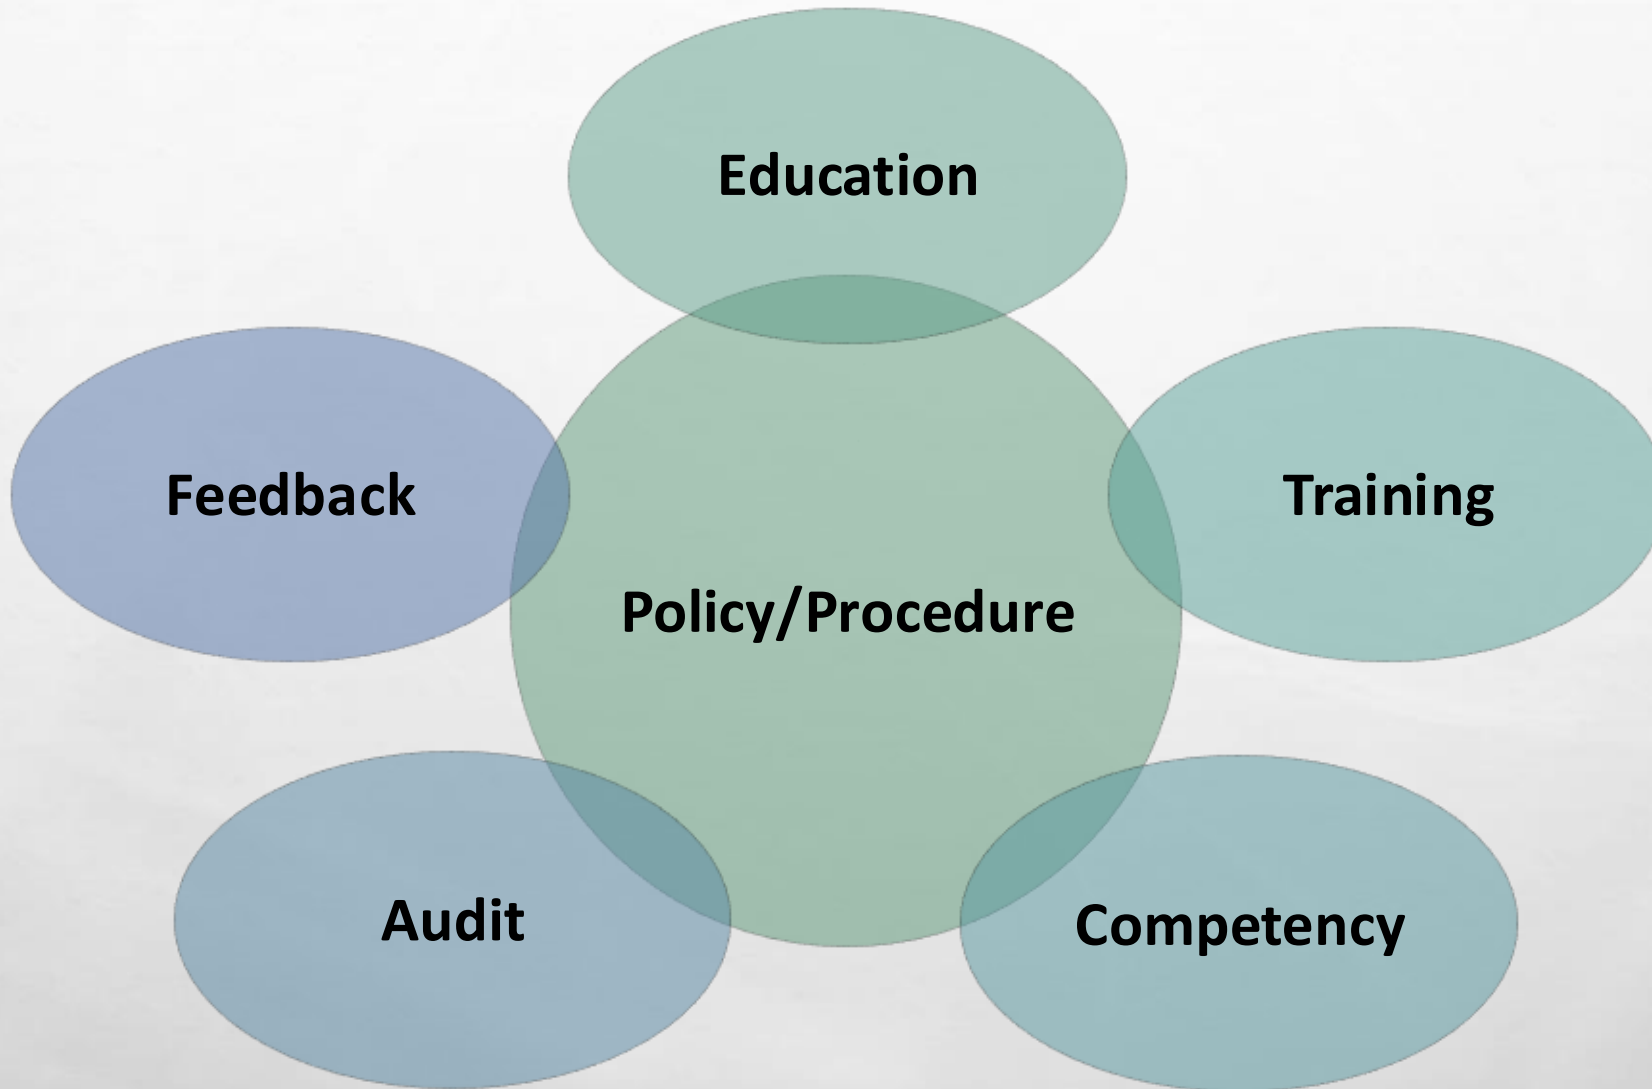 Education
Feedback
Training
Policy/Procedure
Audit
Competency